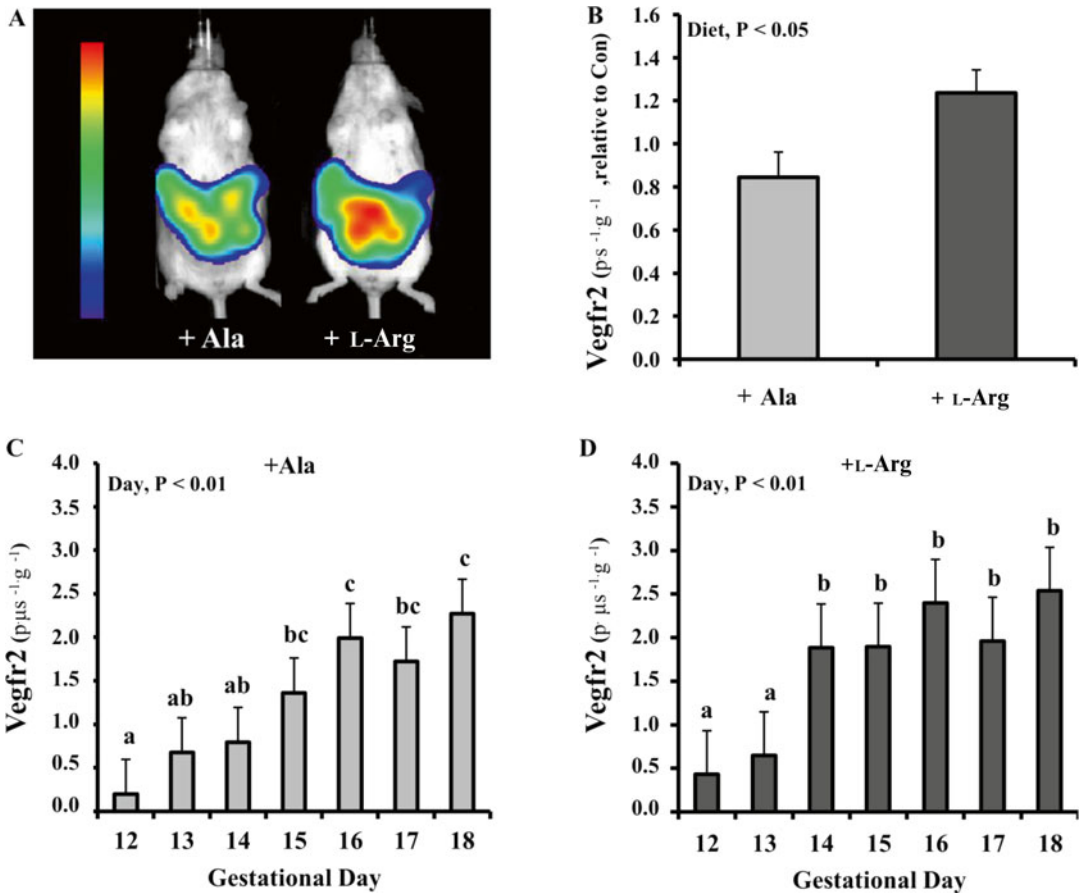 A
+ Ala
+ L-Arg
B
Diet, P < 0.05
Vegfr2 (p·s⁻¹·g⁻¹ ,relative to Con)
1.6
1.4
1.2
1.0
0.8
0.6
0.4
0.2
0.0
+ Ala
+ L-Arg
C
+Ala
Day, P < 0.01
Vegfr2 (p·µs⁻¹·g⁻¹)
4.0
3.5
3.0
2.5
2.0
1.5
1.0
0.5
0.0
a
ab
ab
bc
c
bc
c
12 13 14 15 16 17 18
Gestational Day
D
+L-Arg
Day, P < 0.01
Vegfr2 (p· µs⁻¹·g⁻¹)
4.0
3.5
3.0
2.5
2.0
1.5
1.0
0.5
0.0
a
a
b
b
b
b
b
12 13 14 15 16 17 18
Gestational Day